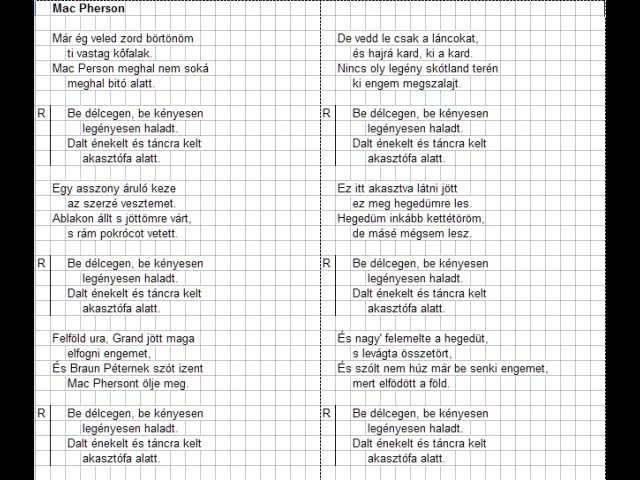 Mac Pherson
Már ég veled zord börtönöm
ti vastag kôfalak.
Mac Person meghal nem soká
meghal bitó alatt.
R Be délcegen, be kényesen
legényesen haladt.
Dalt énekelt és táncra kelt
akasztófa alatt.
Egy asszony áruló keze
az szerzé vesztemet.
Ablakon állt s jöttömre várt,
s rám pokrócot vetett.
R Be délcegen, be kényesen
legényesen haladt.
Dalt énekelt és táncra kelt
akasztófa alatt.
Felföld ura, Grand jött maga
elfogni engemet,
És Braun Péternek szót izent
Mac Phersont ölje meg.
R Be délcegen, be kényesen
legényesen haladt.
Dalt énekelt és táncra kelt
akasztófa alatt.
De vedd le csak a láncokat,
és hajrá kard, ki a kard.
Nincs oly legény skótland terén
ki engem megszalajt.
R Be délcegen, be kényesen
legényesen haladt.
Dalt énekelt és táncra kelt
akasztófa alatt.
Ez itt akasztva látni jött
ez meg hegedümre les.
Hegedüm inkább kettétöröm,
de másé mégsem lesz.
R Be délcegen, be kényesen
legényesen haladt.
Dalt énekelt és táncra kelt
akasztófa alatt.
És nagy' felemelte a hegedüt,
s levágta összetört,
És szólt nem húz már be senki engemet,
mert elfödött a föld.
R Be délcegen, be kényesen
legényesen haladt.
Dalt énekelt és táncra kelt
akasztófa alatt.